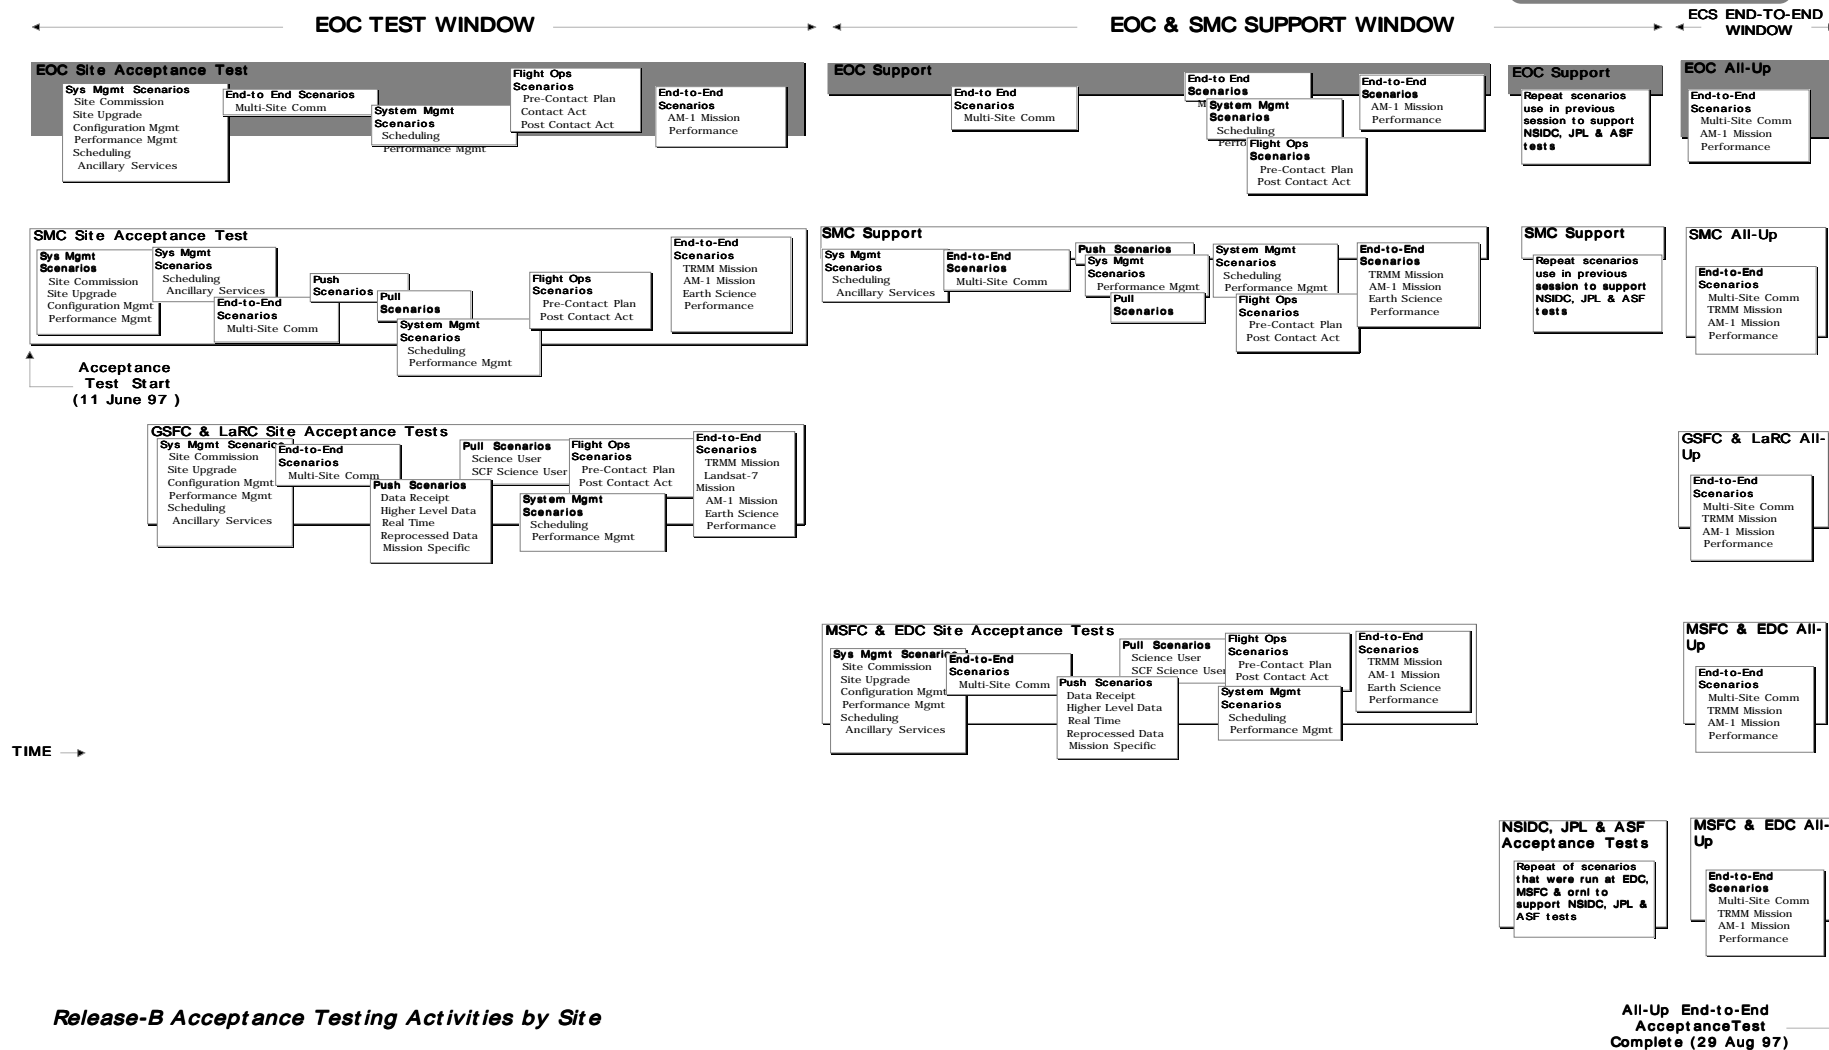 EOC TEST WINDOW
EOC & SMC SUPPORT WINDOW
ECS END-TO-END
WINDOW
EOC Site Acceptance Test
Sys Mgmt Scenarios
Site Commission
Site Upgrade
Configuration Mgmt
Performance Mgmt
Scheduling
Ancillary Services
End-to End Scenarios
Multi-Site Comm
System Mgmt
Scenarios
Scheduling
Performance Mgmt
Flight Ops
Scenarios
Pre-Contact Plan
Contact Act
Post Contact Act
End-to-End
Scenarios
AM-1 Mission
Performance
EOC Support
End-to End
Scenarios
Multi-Site Comm
End-to End
Scenarios
M
System Mgmt
Scenarios
Scheduling
Perfo
Flight Ops
Scenarios
Pre-Contact Plan
Post Contact Act
End-to-End
Scenarios
AM-1 Mission
Performance
EOC Support
Repeat scenarios
use in previous
session to support
NSIDC, JPL & ASF
tests
EOC All-Up
End-to-End
Scenarios
Multi-Site Comm
AM-1 Mission
Performance
SMC Site Acceptance Test
Sys Mgmt
Scenarios
Site Commission
Site Upgrade
Configuration Mgmt
Performance Mgmt
Sys Mgmt
Scenarios
Scheduling
Ancillary Services
End-to-End
Scenarios
Multi-Site Comm
Push
Scenarios
Pull
Scenarios
System Mgmt
Scenarios
Scheduling
Performance Mgmt
Flight Ops
Scenarios
Pre-Contact Plan
Post Contact Act
End-to-End
Scenarios
TRMM Mission
AM-1 Mission
Earth Science
Performance
SMC Support
Sys Mgmt
Scenarios
Scheduling
Ancillary Services
End-to-End
Scenarios
Multi-Site Comm
Push Scenarios
Sys Mgmt
Scenarios
Performance Mgmt
Pull
Scenarios
System Mgmt
Scenarios
Scheduling
Performance Mgmt
Flight Ops
Scenarios
Pre-Contact Plan
Post Contact Act
End-to-End
Scenarios
TRMM Mission
AM-1 Mission
Earth Science
Performance
SMC Support
Repeat scenarios
use in previous
session to support
NSIDC, JPL & ASF
tests
SMC All-Up
End-to-End
Scenarios
Multi-Site Comm
TRMM Mission
AM-1 Mission
Performance
Acceptance
Test Start
(11 June 97 )
GSFC & LaRC Site Acceptance Tests
Sys Mgmt Scenarios
Site Commission
Site Upgrade
Configuration Mgmt
Performance Mgmt
Scheduling
Ancillary Services
End-to-End
Scenarios
Multi-Site Comm
Push Scenarios
Data Receipt
Higher Level Data
Real Time
Reprocessed Data
Mission Specific
Pull Scenarios
Science User
SCF Science User
Flight Ops
Scenarios
Pre-Contact Plan
Post Contact Act
System Mgmt
Scenarios
Scheduling
Performance Mgmt
End-to-End
Scenarios
TRMM Mission
Landsat-7
Mission
AM-1 Mission
Earth Science
Performance
GSFC & LaRC All-
Up
End-to-End
Scenarios
Multi-Site Comm
TRMM Mission
AM-1 Mission
Performance
MSFC & EDC Site Acceptance Tests
Sys Mgmt Scenarios
Site Commission
Site Upgrade
Configuration Mgmt
Performance Mgmt
Scheduling
Ancillary Services
End-to-End
Scenarios
Multi-Site Comm
Push Scenarios
Data Receipt
Higher Level Data
Real Time
Reprocessed Data
Mission Specific
Pull Scenarios
Science User
SCF Science User
Flight Ops
Scenarios
Pre-Contact Plan
Post Contact Act
System Mgmt
Scenarios
Scheduling
Performance Mgmt
End-to-End
Scenarios
TRMM Mission
AM-1 Mission
Earth Science
Performance
MSFC & EDC All-
Up
End-to-End
Scenarios
Multi-Site Comm
TRMM Mission
AM-1 Mission
Performance
TIME
NSIDC, JPL & ASF
Acceptance Tests
Repeat of scenarios
that were run at EDC,
MSFC & ornl to
support NSIDC, JPL &
ASF tests
MSFC & EDC All-
Up
End-to-End
Scenarios
Multi-Site Comm
TRMM Mission
AM-1 Mission
Performance
Release-B Acceptance Testing Activities by Site
All-Up End-to-End
AcceptanceTest
Complete (29 Aug 97)